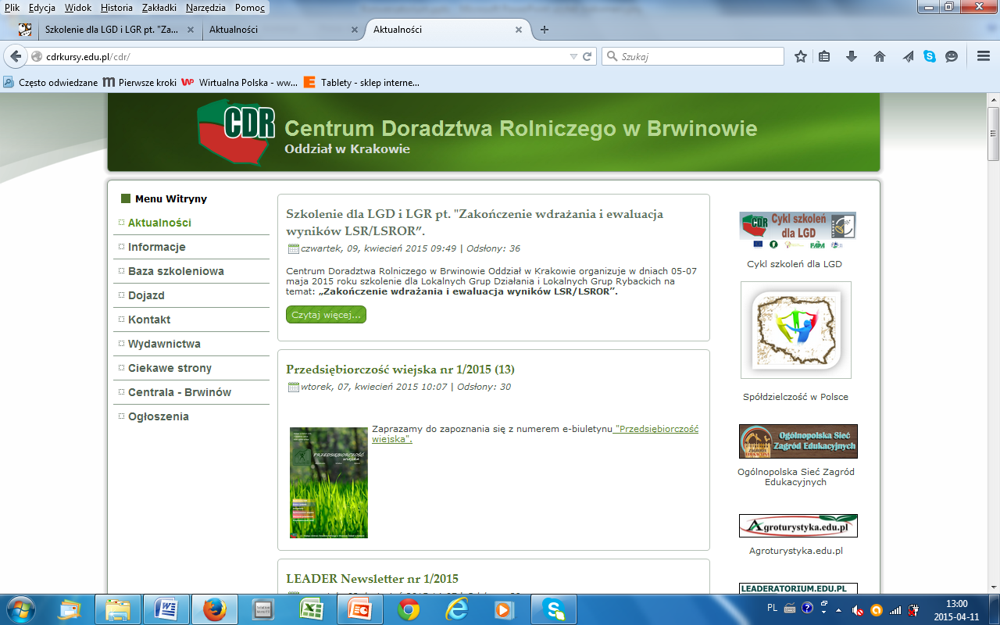 Plik Edycja Widok Historia Zakładki Narzędzia Pomoc
Szkolenie dla LGD i LGR pt. "Za...
Aktualności
Aktualności
cdrkursy.edu.pl/cdr/
Szukaj
Często odwiedzane
Pierwsze kroki
Wirtualna Polska - ww...
Tablety - sklep interne...
CDR
Centrum Doradztwa Rolniczego w Brwinowie
Oddział w Krakowie
Menu Witryny
Aktualności
Informacje
Baza szkoleniowa
Dojazd
Kontakt
Wydawnictwa
Ciekawe strony
Centrala - Brwinów
Ogłoszenia
Szkolenie dla LGD i LGR pt. "Zakończenie wdrażania i ewaluacja
wyników LSR/LSROR”.
czwartek, 09, kwiecień 2015 09:49 | Odsłony: 36
Centrum Doradztwa Rolniczego w Brwinowie Oddział w Krakowie organizuje w dniach 05-07
maja 2015 roku szkolenie dla Lokalnych Grup Działania i Lokalnych Grup Rybackich na
temat: „Zakończenie wdrażania i ewaluacja wyników LSR/LSROR”.
Czytaj więcej...
Przedsiębiorczość wiejska nr 1/2015 (13)
wtorek, 07, kwiecień 2015 10:07 | Odsłony: 30
PRZEDSIĘBIORCZOŚĆ
wiejska
Zaprazamy do zapoznania się z numerem e-biuletynu "Przedsiębiorczość
wiejska".
LEADER Newsletter nr 1/2015
CDR
Cykl szkoleń
dla LGD
FAPA
Cykl szkoleń dla LGD
Spółdzielczość w Polsce
Ogólnopolska Sieć
Zagród Edukacyjnych
Ogólnopolska Sieć Zagród
Edukacyjnych
Agroturystyka.edu.pl
Agroturystyka.edu.pl
LEADERATORIUM.EDU.PL
PL
13:00
2015-04-11